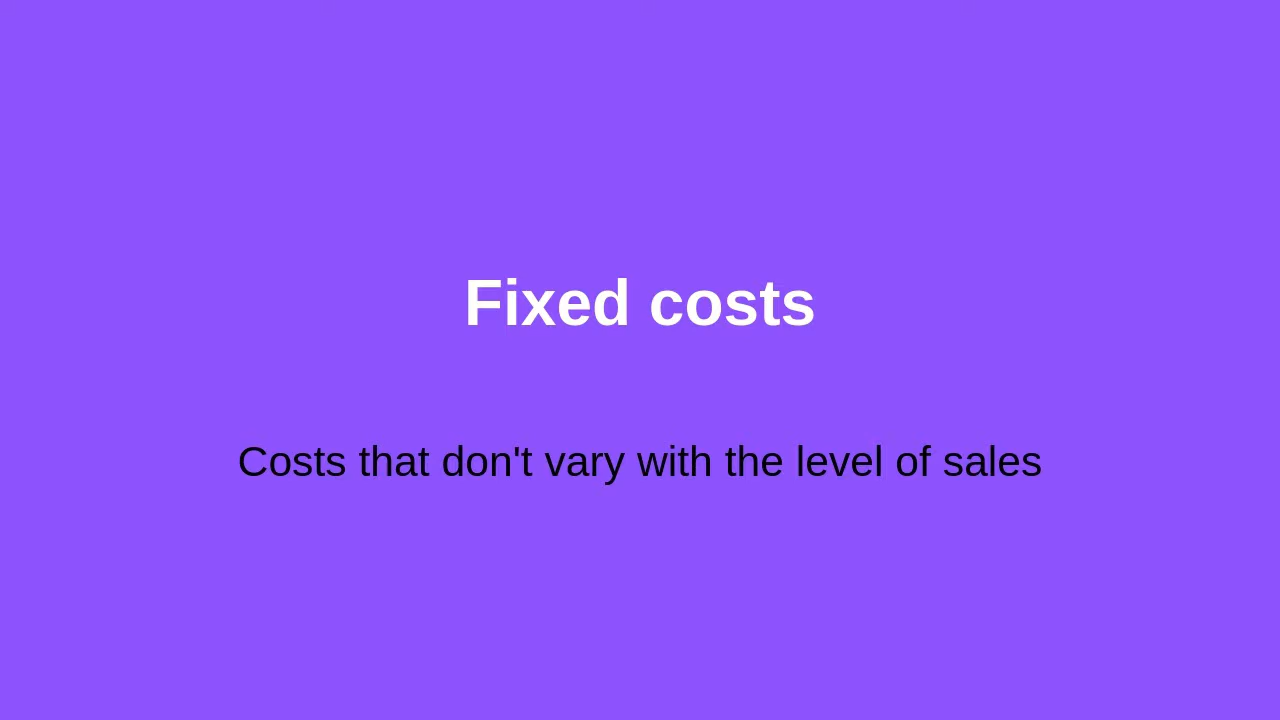 Fixed costs
Costs that don't vary with the level of sales